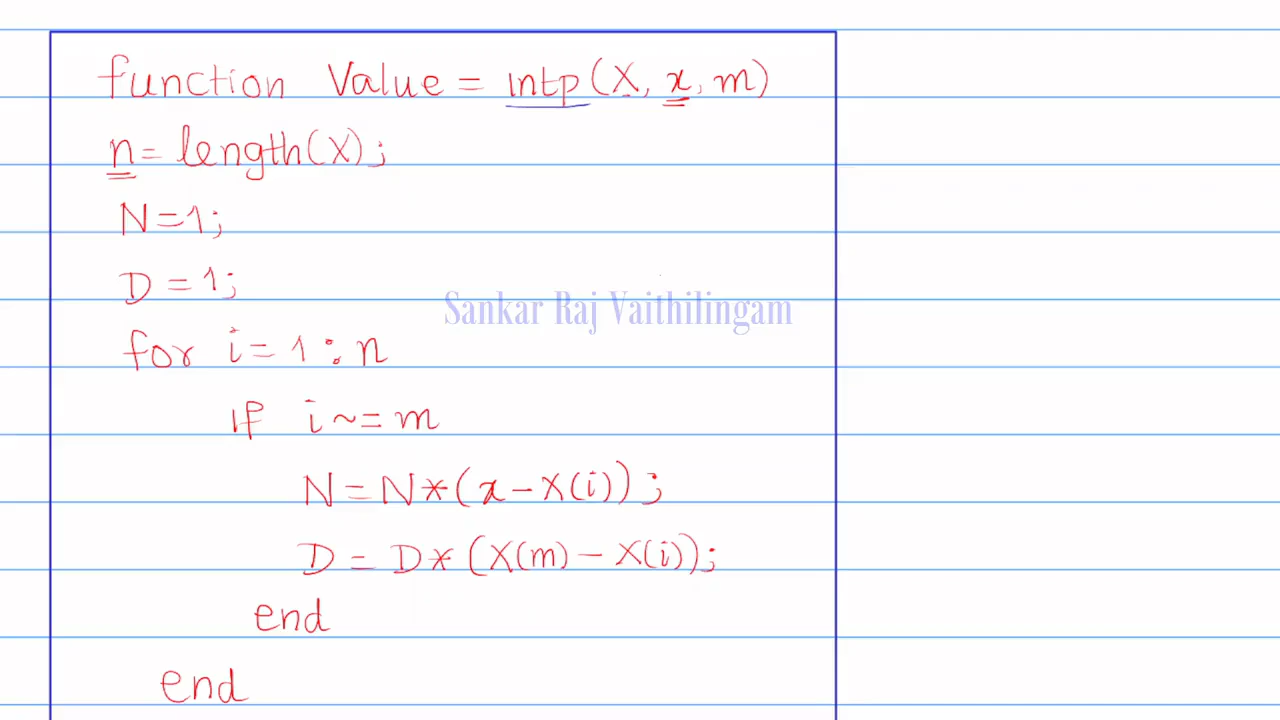 function Value = intp(X, x, m)
n = length(X);
N=1;
D = 1;
Sankar Raj Vaithilingam
for i = 1 : n
if i ~= m
N = N*(x - X(i));
D = D*(X(m) - X(i));
end
end